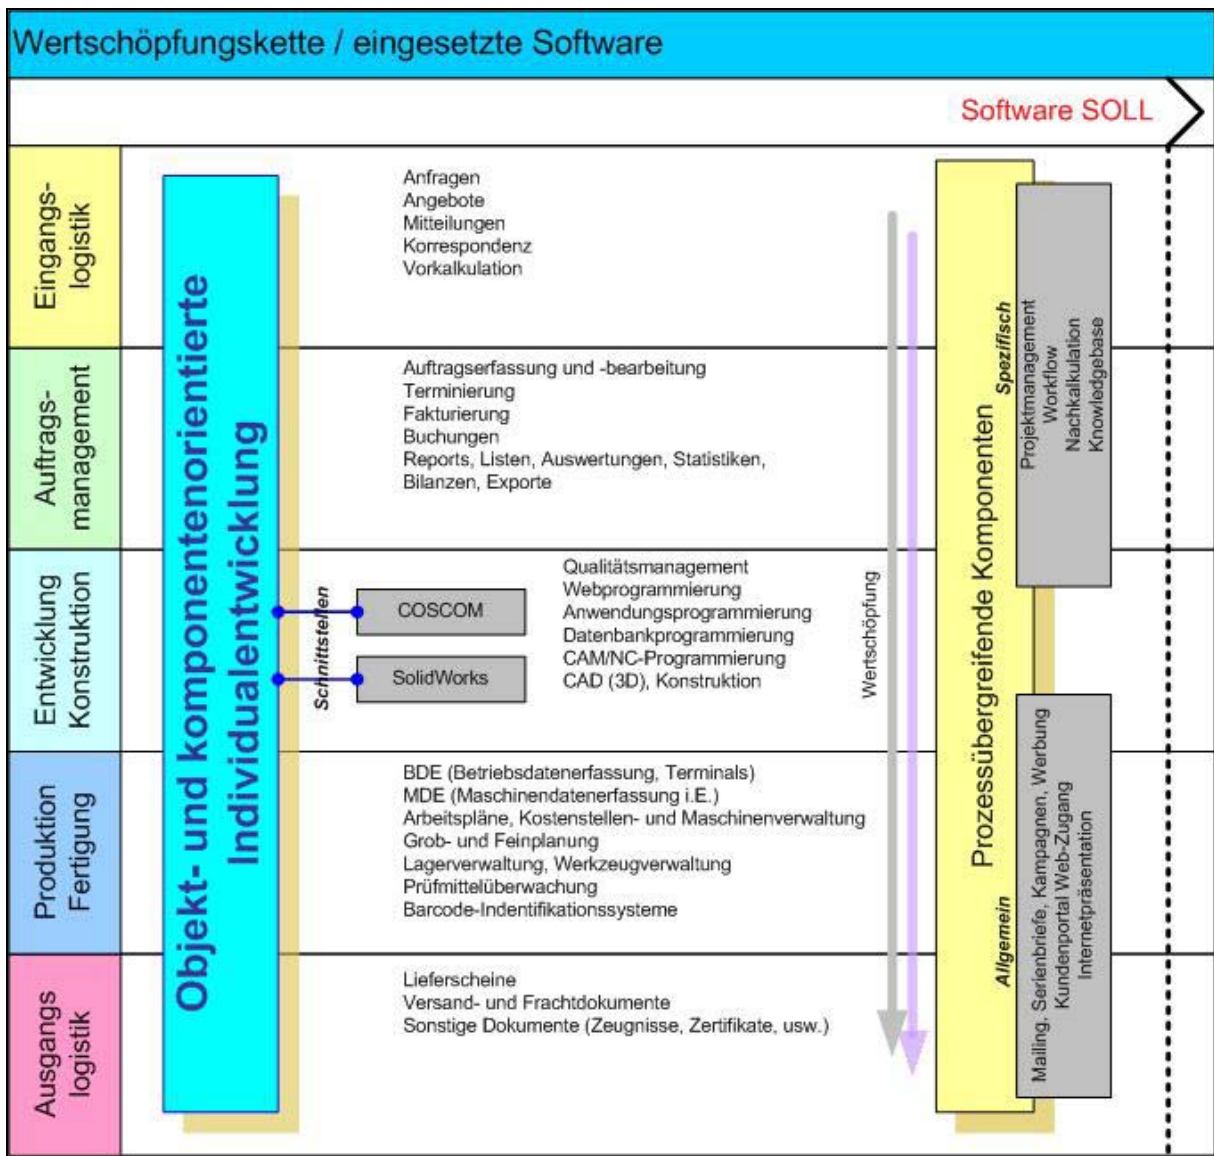 Wertschöpfungskette / eingesetzte Software
Software SOLL
Eingangs-
logistik
Anfragen
Angebote
Mitteilungen
Korrespondenz
Vorkalkulation
Auftrags-
management
Auftragserfassung und -bearbeitung
Terminierung
Fakturierung
Buchungen
Reports, Listen, Auswertungen, Statistiken,
Bilanzen, Exporte
Entwicklung
Konstruktion
Schnittstellen
COSCOM
SolidWorks
Qualitätsmanagement
Webprogrammierung
Anwendungsprogrammierung
Datenbankprogrammierung
CAM/NC-Programmierung
CAD (3D), Konstruktion
Produktion
Fertigung
BDE (Betriebsdatenerfassung, Terminals)
MDE (Maschinendatenerfassung i.E.)
Arbeitspläne, Kostenstellen- und Maschinenverwaltung
Grob- und Feinplanung
Lagerverwaltung, Werkzeugverwaltung
Prüfmittelüberwachung
Barcode-Indentifikationssysteme
Ausgangs
logistik
Lieferscheine
Versand- und Frachtdokumente
Sonstige Dokumente (Zeugnisse, Zertifikate, usw.)
Objekt- und komponentenorientierte
Individualentwicklung
Wertschöpfung
Prozessübergreifende Komponenten
Spezifisch
Projektmanagement
Workflow
Nachkalkulation
Knowledgebase
Allgemein
Mailing, Serienbriefe, Kampagnen, Werbung
Kundenportal Web-Zugang
Internetpräsentation